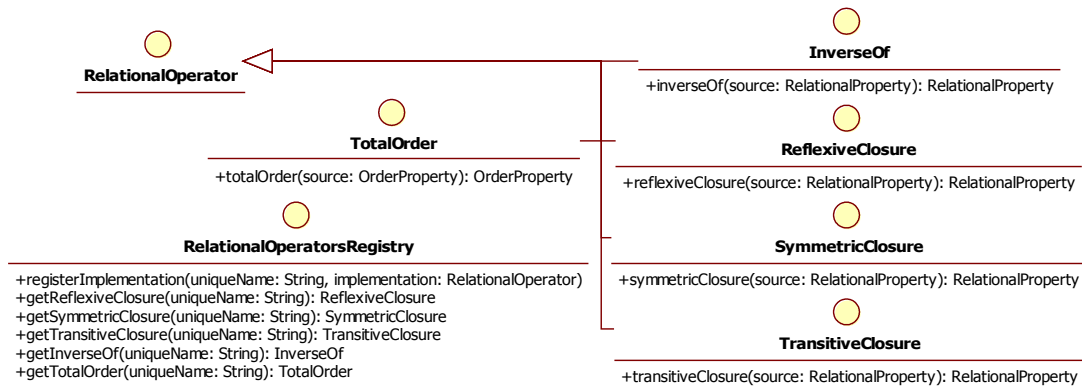 RelationalOperator
InverseOf
+inverseOf(source: RelationalProperty): RelationalProperty
TotalOrder
+totalOrder(source: OrderProperty): OrderProperty
ReflexiveClosure
+reflexiveClosure(source: RelationalProperty): RelationalProperty
RelationalOperatorsRegistry
+registerImplementation(uniqueName: String, implementation: RelationalOperator)
+getReflexiveClosure(uniqueName: String): ReflexiveClosure
+getSymmetricClosure(uniqueName: String): SymmetricClosure
+getTransitiveClosure(uniqueName: String): TransitiveClosure
+getInverseOf(uniqueName: String): InverseOf
+getTotalOrder(uniqueName: String): TotalOrder
SymmetricClosure
+symmetricClosure(source: RelationalProperty): RelationalProperty
TransitiveClosure
+transitiveClosure(source: RelationalProperty): RelationalProperty